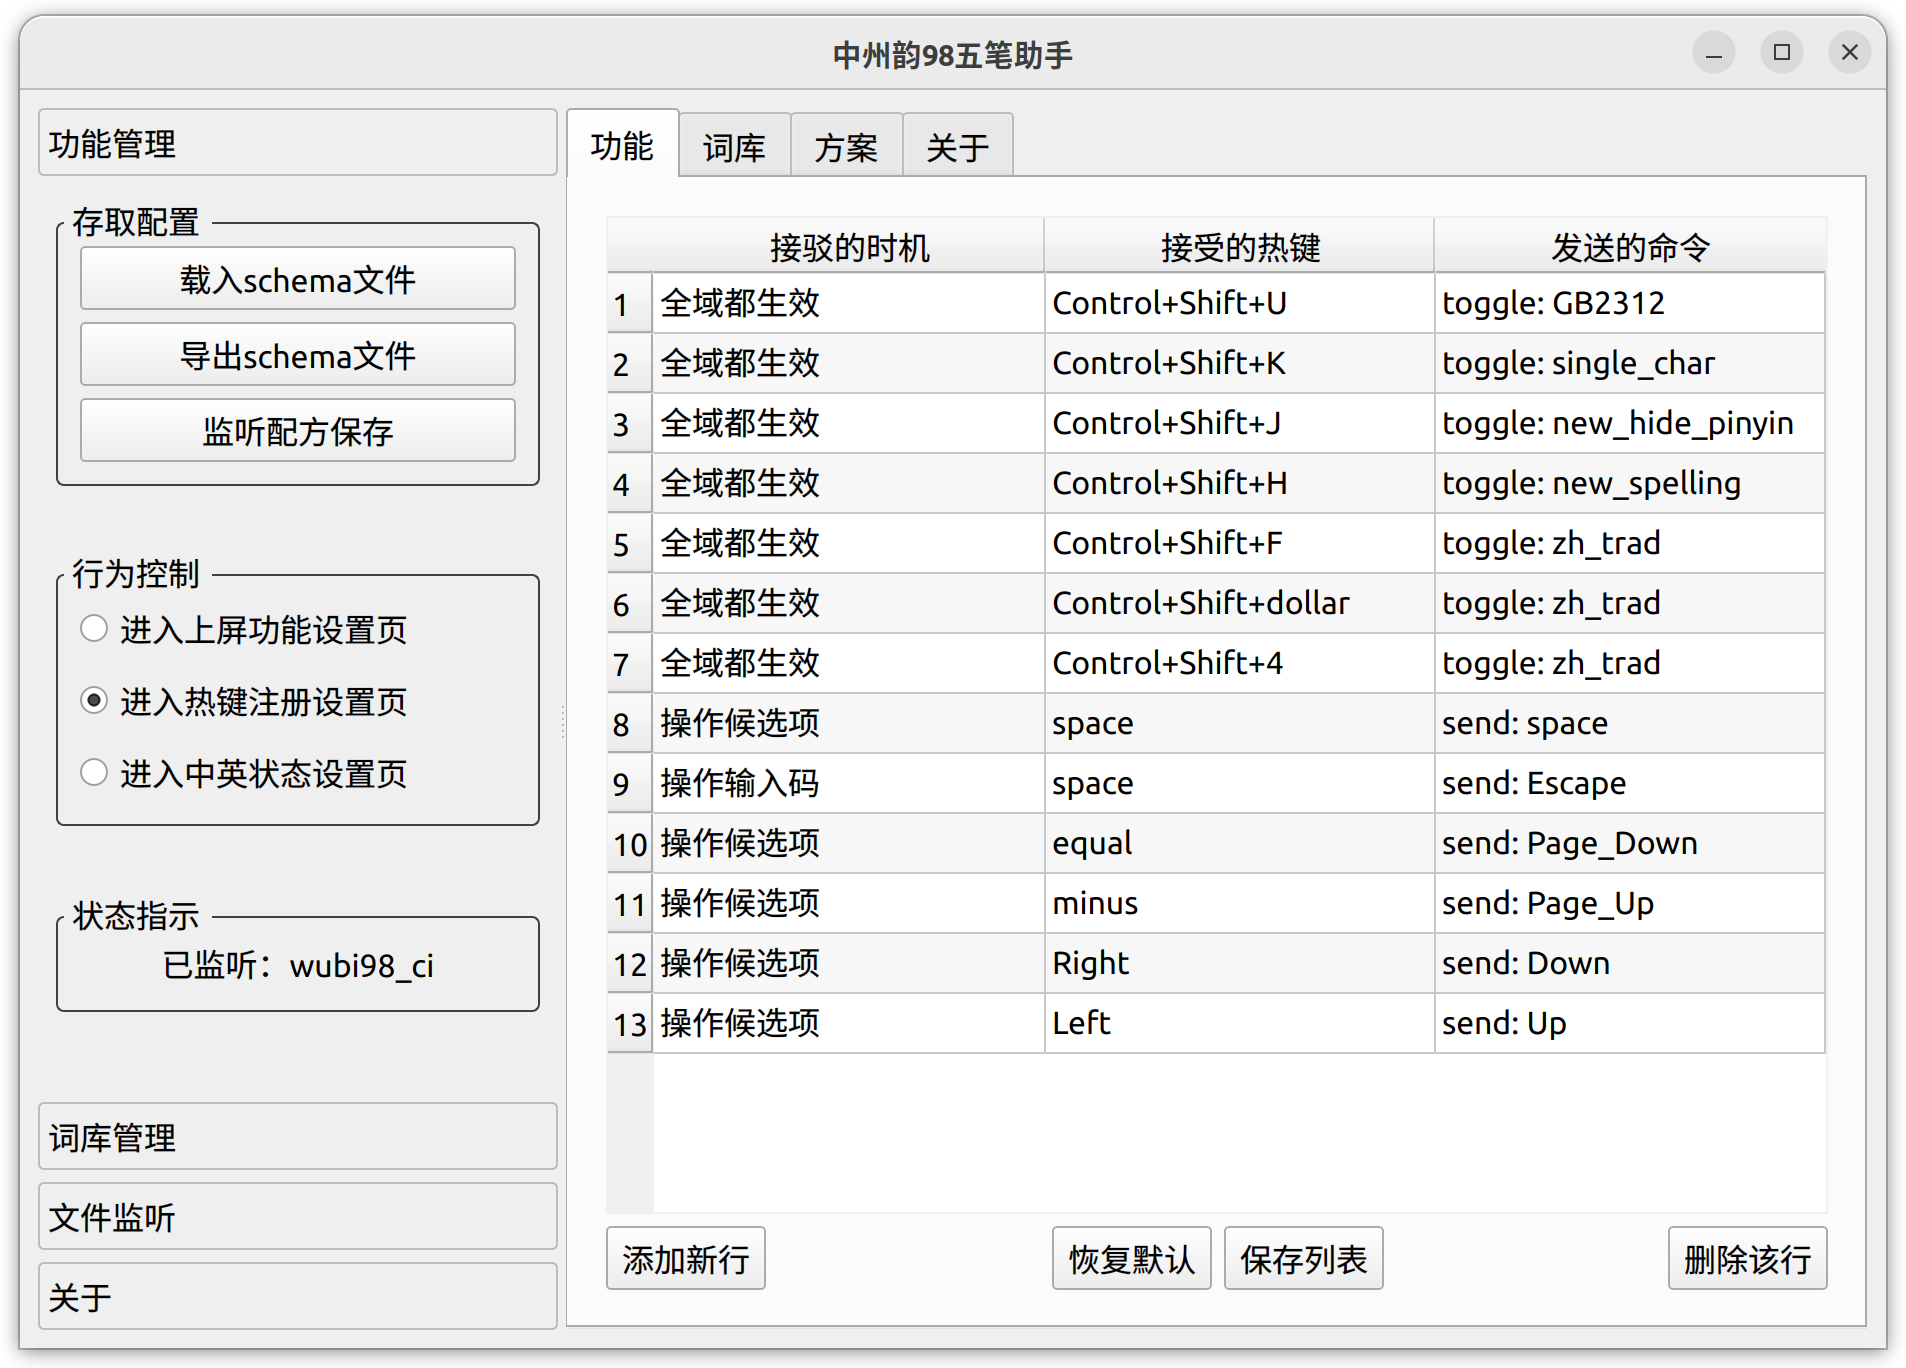 中州韵98五笔助手
功能管理
存取配置
载入schema文件
导出schema文件
监听配方保存
行为控制
进入上屏功能设置页
进入热键注册设置页
进入中英状态设置页
状态指示
已监听：wubi98_ci
词库管理
文件监听
关于
功能 词库 方案 关于
接驳的时机 接受的热键 发送的命令
1 全域都生效 Control+Shift+U toggle: GB2312
2 全域都生效 Control+Shift+K toggle: single_char
3 全域都生效 Control+Shift+J toggle: new_hide_pinyin
4 全域都生效 Control+Shift+H toggle: new_spelling
5 全域都生效 Control+Shift+F toggle: zh_trad
6 全域都生效 Control+Shift+dollar toggle: zh_trad
7 全域都生效 Control+Shift+4 toggle: zh_trad
8 操作候选项 space send: space
9 操作输入码 space send: Escape
10 操作候选项 equal send: Page_Down
11 操作候选项 minus send: Page_Up
12 操作候选项 Right send: Down
13 操作候选项 Left send: Up
添加新行 恢复默认 保存列表 删除该行